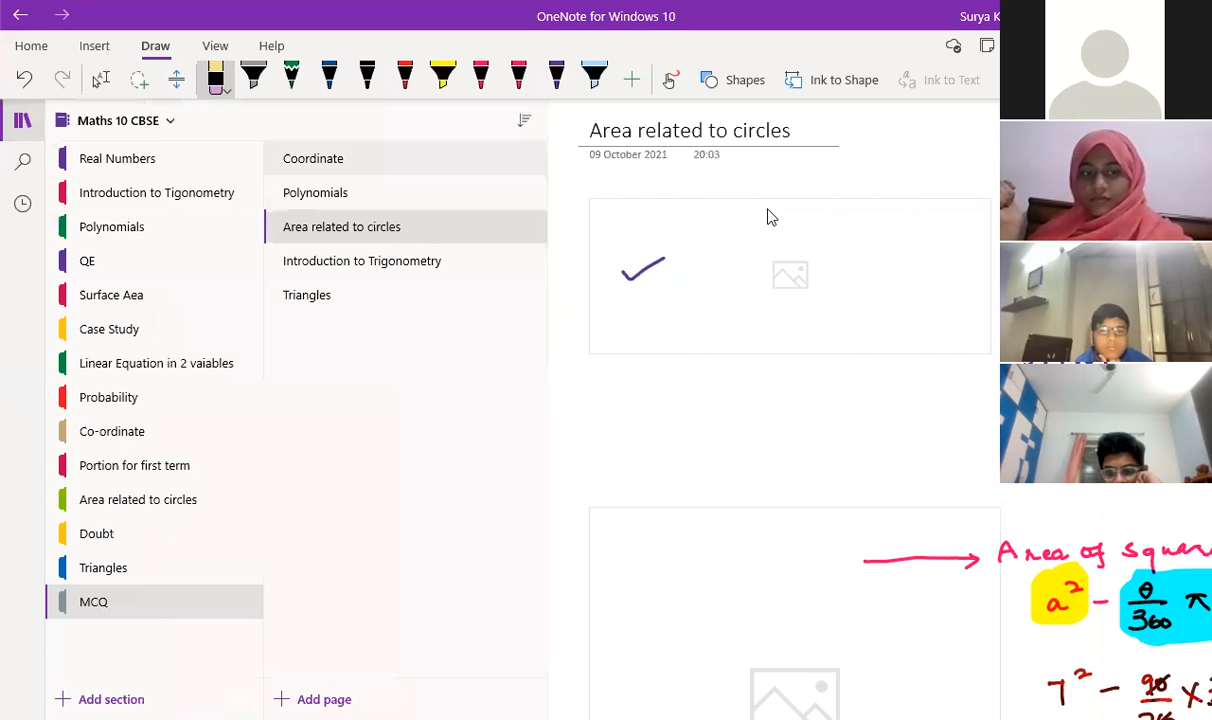 OneNote for Windows 10
Surya K
Home Insert Draw View Help
Shapes Ink to Shape Ink to Text
Maths 10 CBSE
Real Numbers
Introduction to Tigonometry
Polynomials
QE
Surface Aea
Case Study
Linear Equation in 2 vaiables
Probability
Co-ordinate
Portion for first term
Area related to circles
Doubt
Triangles
MCQ
Add section
Coordinate
Polynomials
Area related to circles
Introduction to Trigonometry
Triangles
Add page
Area related to circles
09 October 2021 20:03
Area of square
a² - θ/360 π
7² - 90/